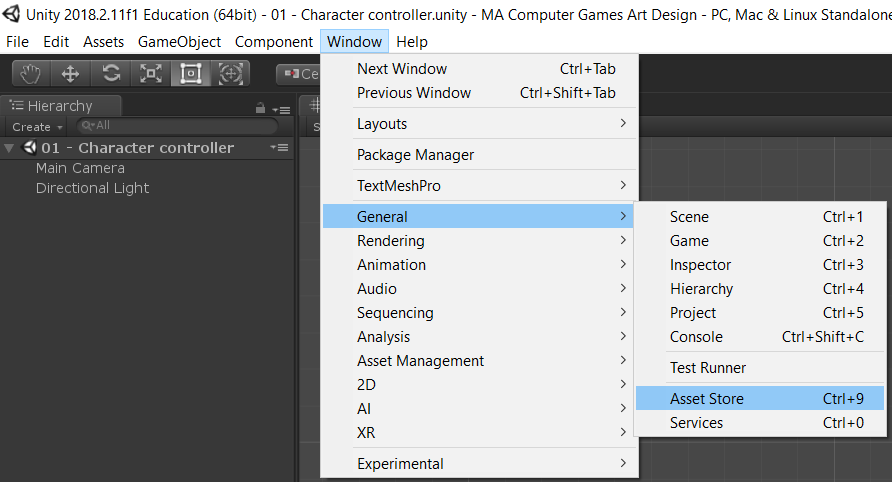 Unity 2018.2.11f1 Education (64bit) - 01 - Character controller.unity - MA Computer Games Art Design - PC, Mac & Linux Standalone
File Edit Assets GameObject Component Window Help
Next Window Ctrl+Tab
Ce
Previous Window Ctrl+Shift+Tab
Hierarchy
Create All
Layouts
S
01 - Character controller
Package Manager
Main Camera
Directional Light
TextMeshPro
General
Scene Ctrl+1
Rendering
Game Ctrl+2
Animation
Inspector Ctrl+3
Audio
Hierarchy Ctrl+4
Sequencing
Project Ctrl+5
Analysis
Console Ctrl+Shift+C
Asset Management
Test Runner
2D
Asset Store Ctrl+9
AI
Services Ctrl+0
XR
Experimental